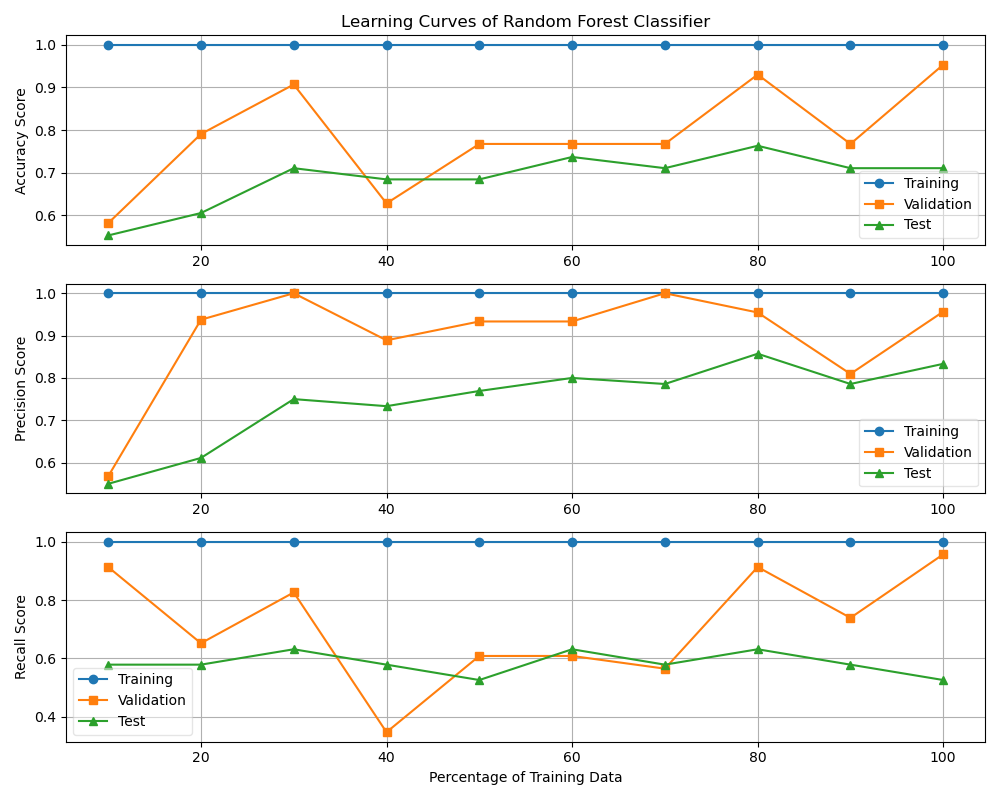 Learning Curves of Random Forest Classifier
Accuracy Score
1.0
0.9
0.8
0.7
0.6
Training
Validation
Test
20 40 60 80 100
Precision Score
1.0
0.9
0.8
0.7
0.6
Training
Validation
Test
20 40 60 80 100
Recall Score
1.0
0.8
0.6
0.4
Training
Validation
Test
20 40 60 80 100
Percentage of Training Data